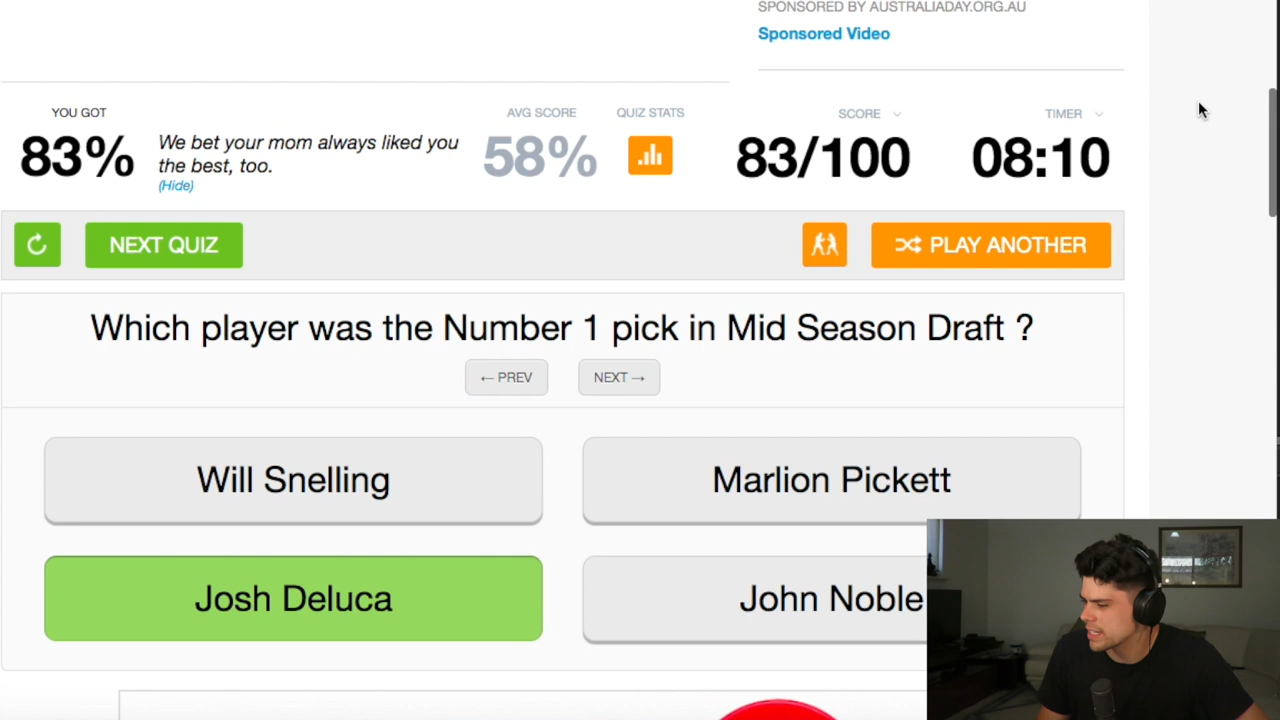 SPONSORED BY AUSTRALIADAY.ORG.AU
Sponsored Video
YOU GOT
83%
We bet your mom always liked you
the best, too.
(Hide)
AVG SCORE
58%
QUIZ STATS
SCORE
83/100
TIMER
08:10
NEXT QUIZ
PLAY ANOTHER
Which player was the Number 1 pick in Mid Season Draft ?
← PREV
NEXT →
Will Snelling
Marlion Pickett
Josh Deluca
John Noble